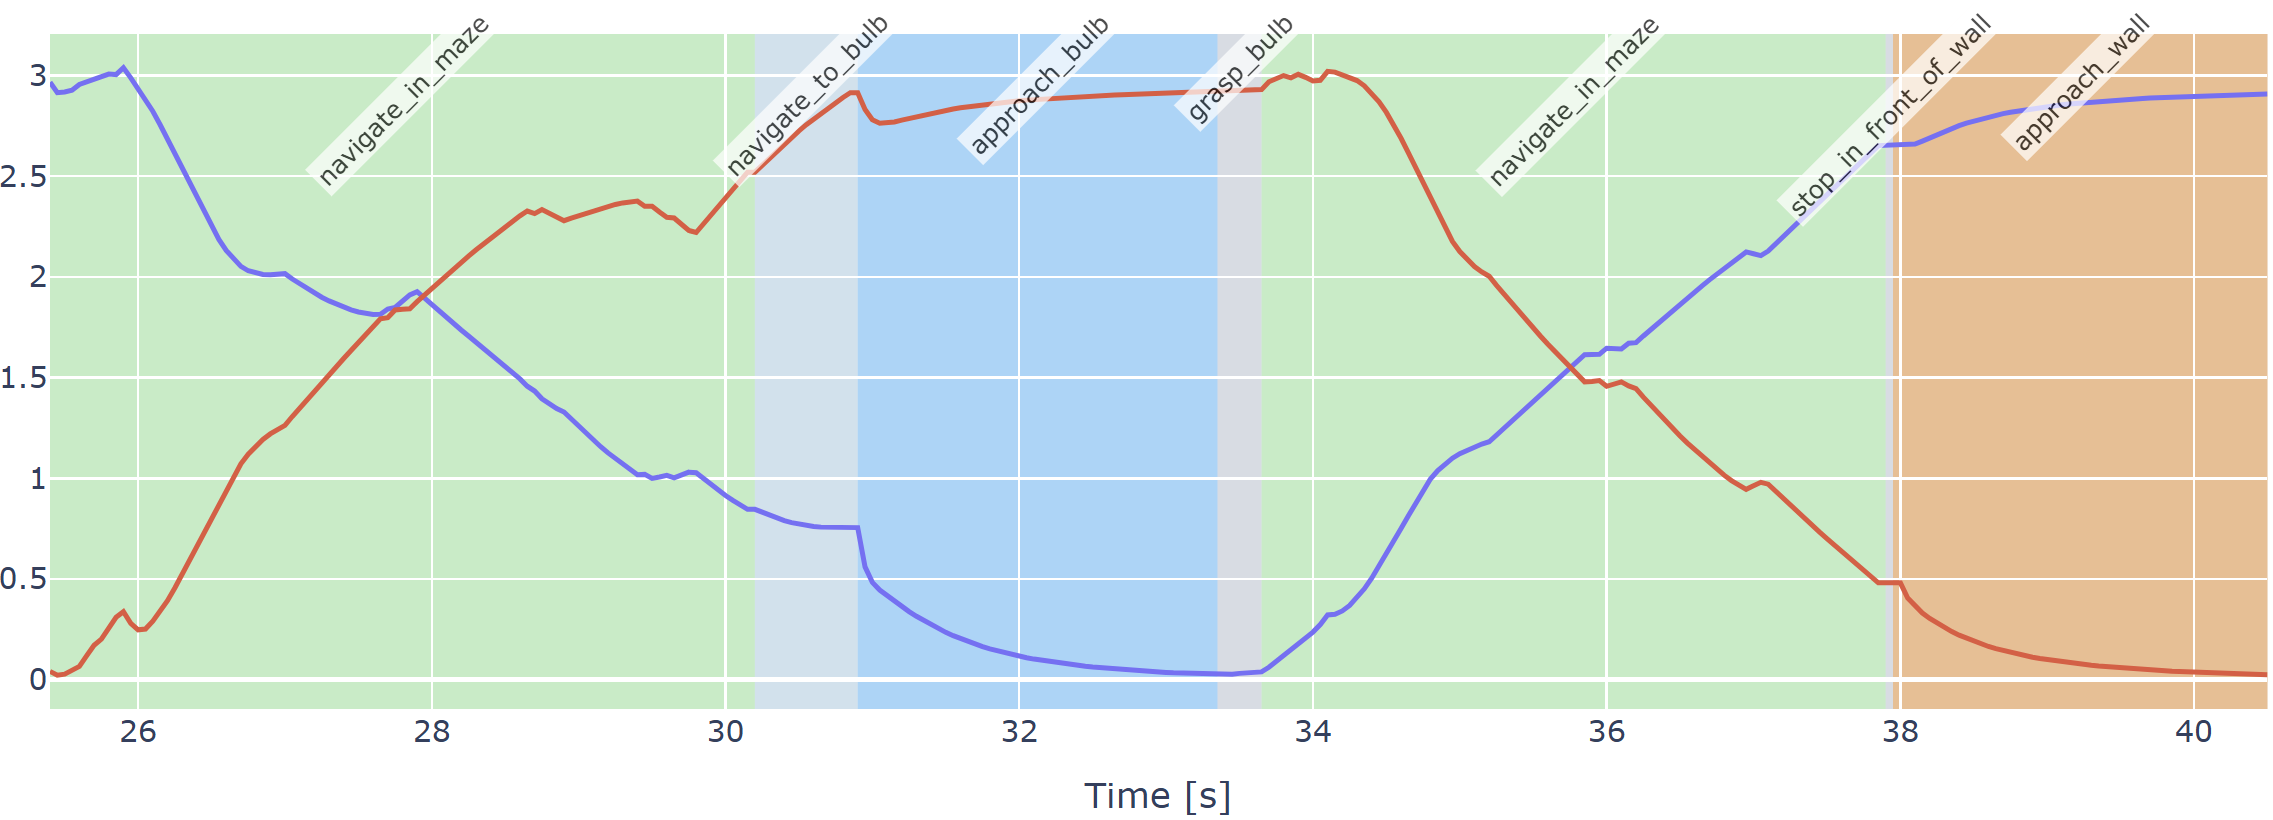 navigate_in_maze
navigate_to_bulb
approach_bulb
grasp_bulb
navigate_in_maze
stop_in_front_of_wall
approach_wall
3
2.5
2
1.5
1
0.5
0
26 28 30 32 34 36 38 40
Time [s]